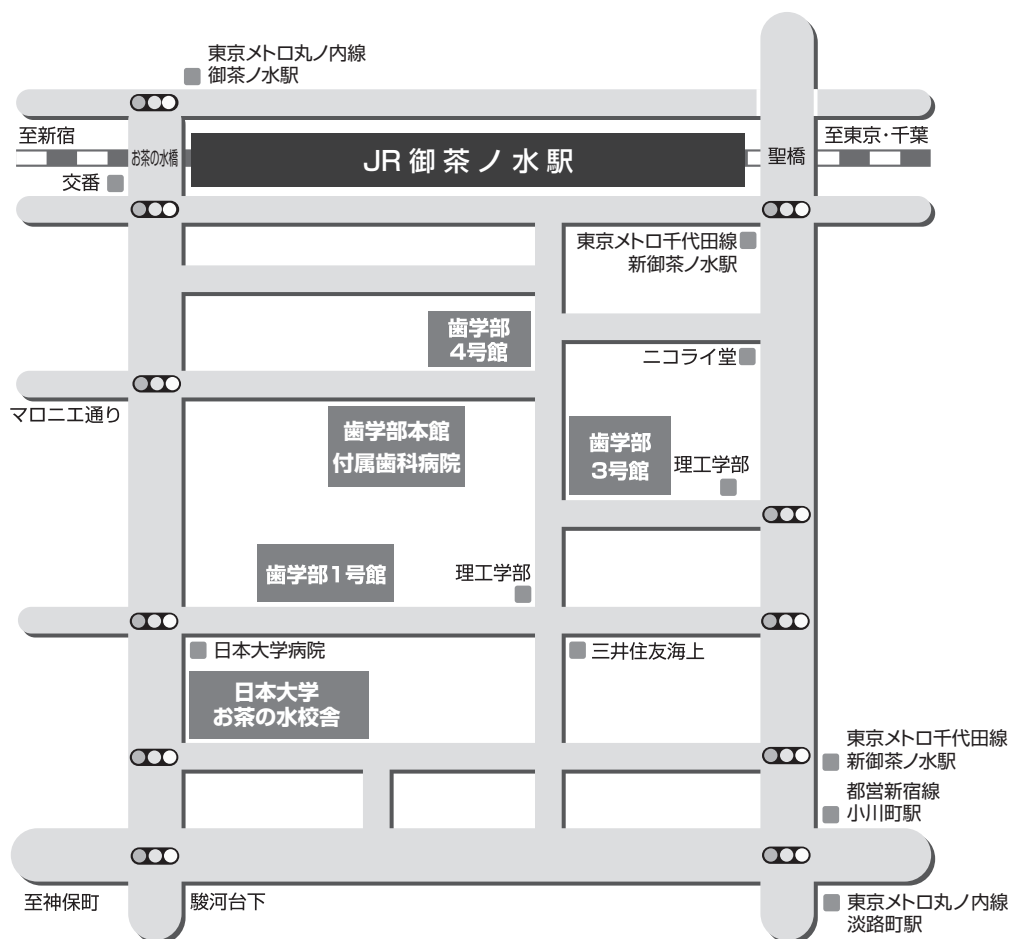 東京メトロ丸ノ内線
御茶ノ水駅
至新宿
お茶の水橋
JR御茶ノ水駅
聖橋
至東京・千葉
交番
東京メトロ千代田線
新御茶ノ水駅
歯学部
4号館
ニコライ堂
マロニエ通り
歯学部本館
付属歯科病院
歯学部
3号館
理工学部
歯学部1号館
理工学部
日本大学病院
三井住友海上
日本大学
お茶の水校舎
東京メトロ千代田線
新御茶ノ水駅
都営新宿線
小川町駅
至神保町
駿河台下
東京メトロ丸ノ内線
淡路町駅